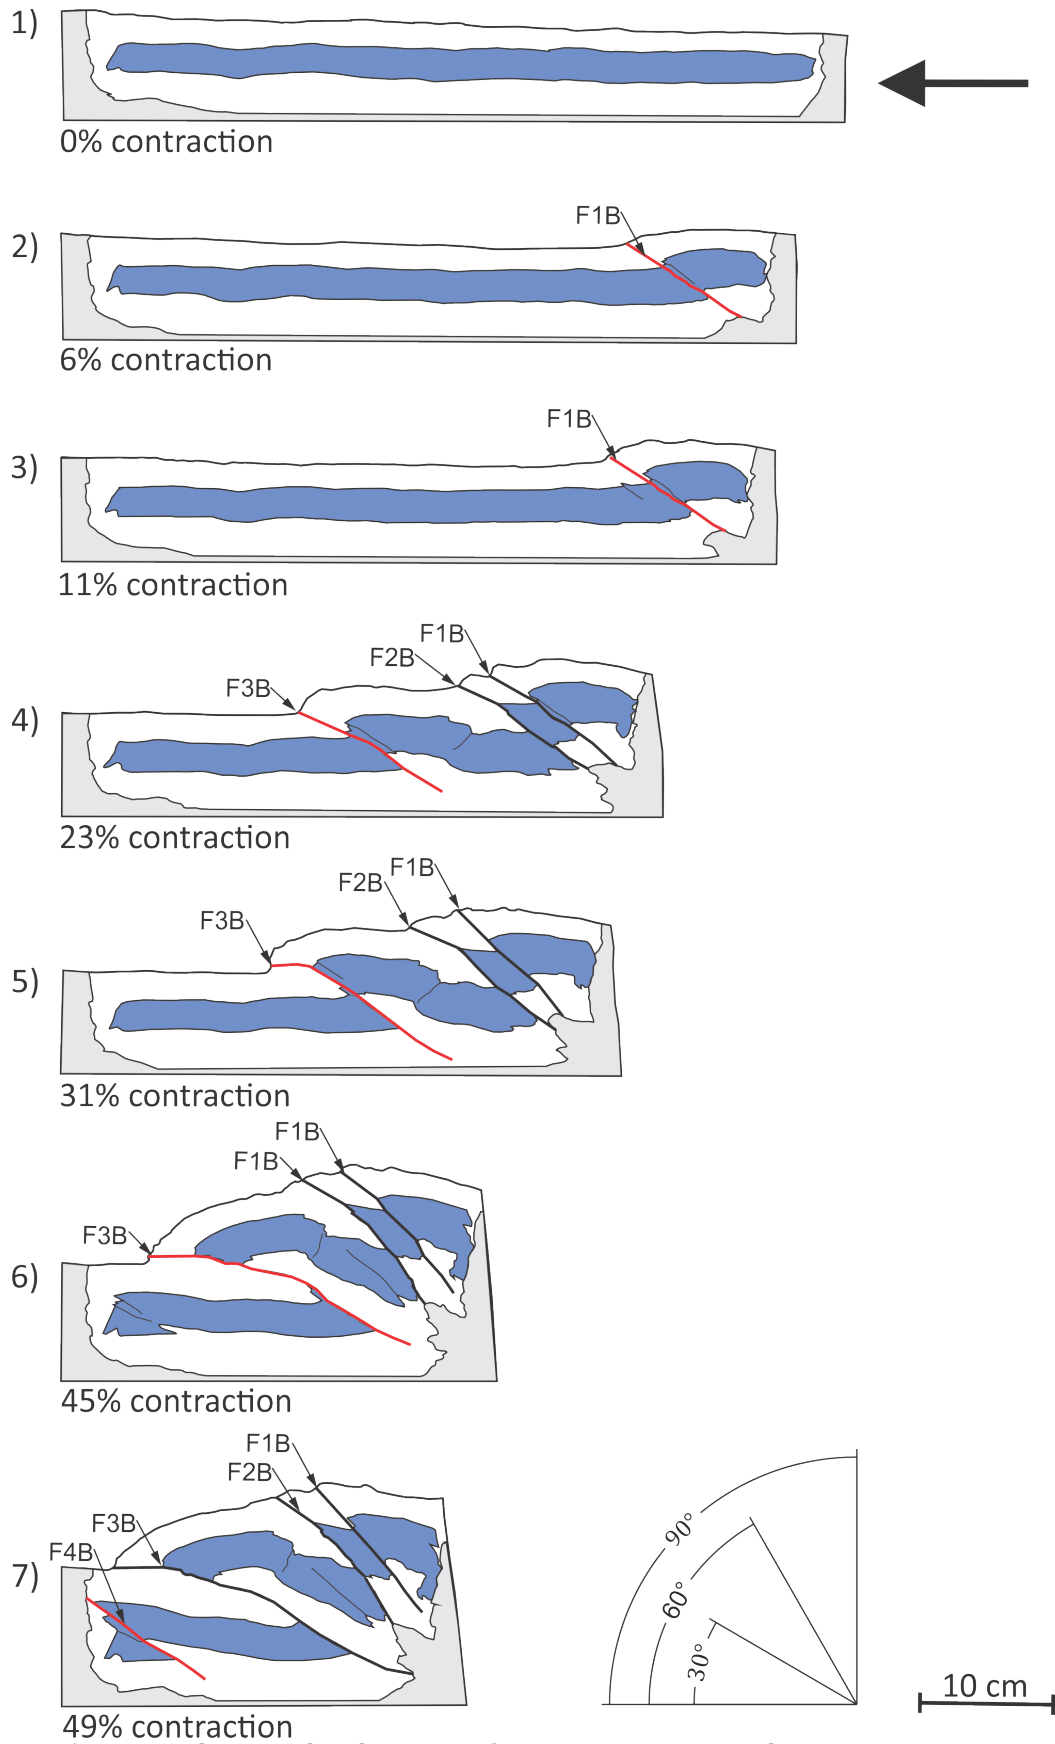 1)
0% contraction
F1B
2)
6% contraction
F1B
3)
11% contraction
F1B
F2B
F3B
4)
23% contraction
F1B
F2B
F3B
5)
31% contraction
F1B
F1B
F3B
6)
45% contraction
F1B
F2B
F3B
F4B
7)
49% contraction
90°
60°
30°
10 cm